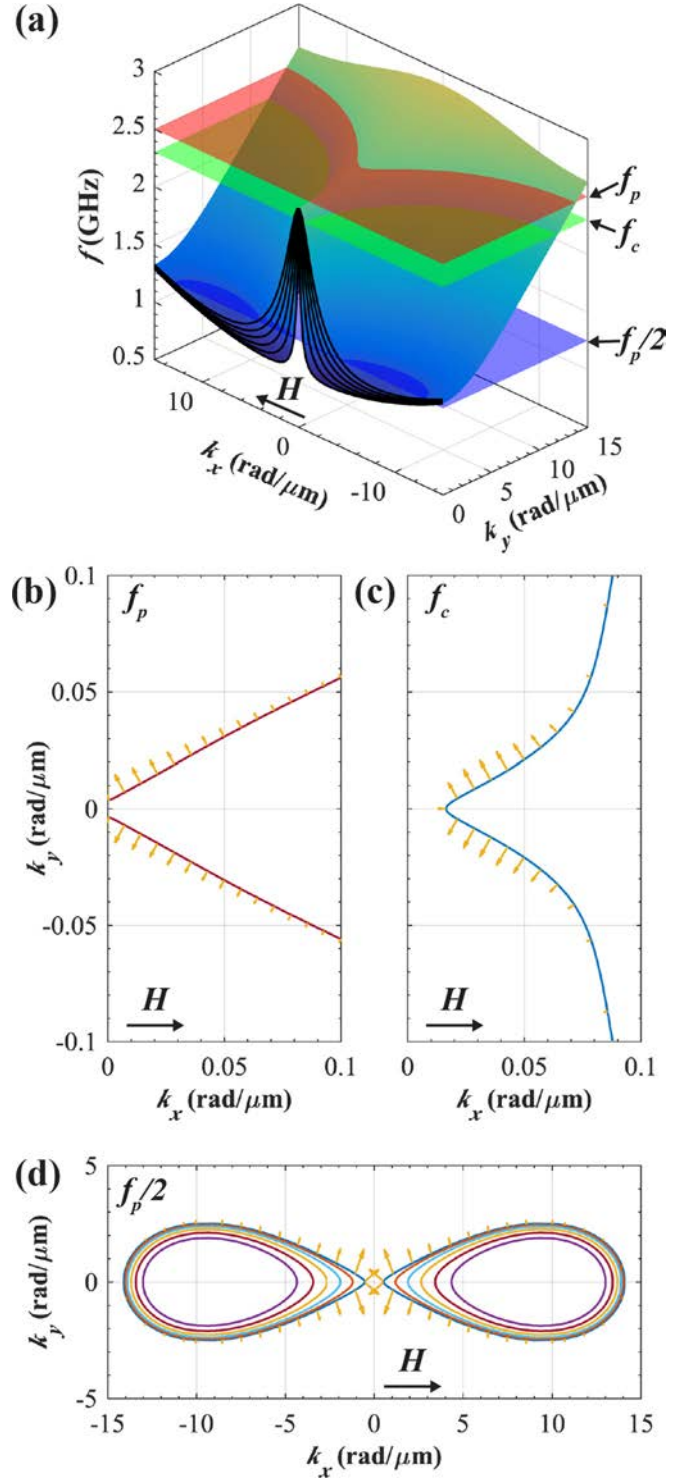 (a)
3
2.5
2
1.5
1
0.5
f (GHz)
f_p
f_c
f_p/2
H
10
0
-10
k_x (rad/μm)
0
5
10
15
k_y (rad/μm)
(b)
f_p
(c)
f_c
0.1
0.05
0
-0.05
-0.1
k_y (rad/μm)
H
H
0
0.05
0.1
0
0.05
0.1
k_x (rad/μm)
k_x (rad/μm)
(d)
f_p/2
5
0
-5
k_y (rad/μm)
H
-15
-10
-5
0
5
10
15
k_x (rad/μm)